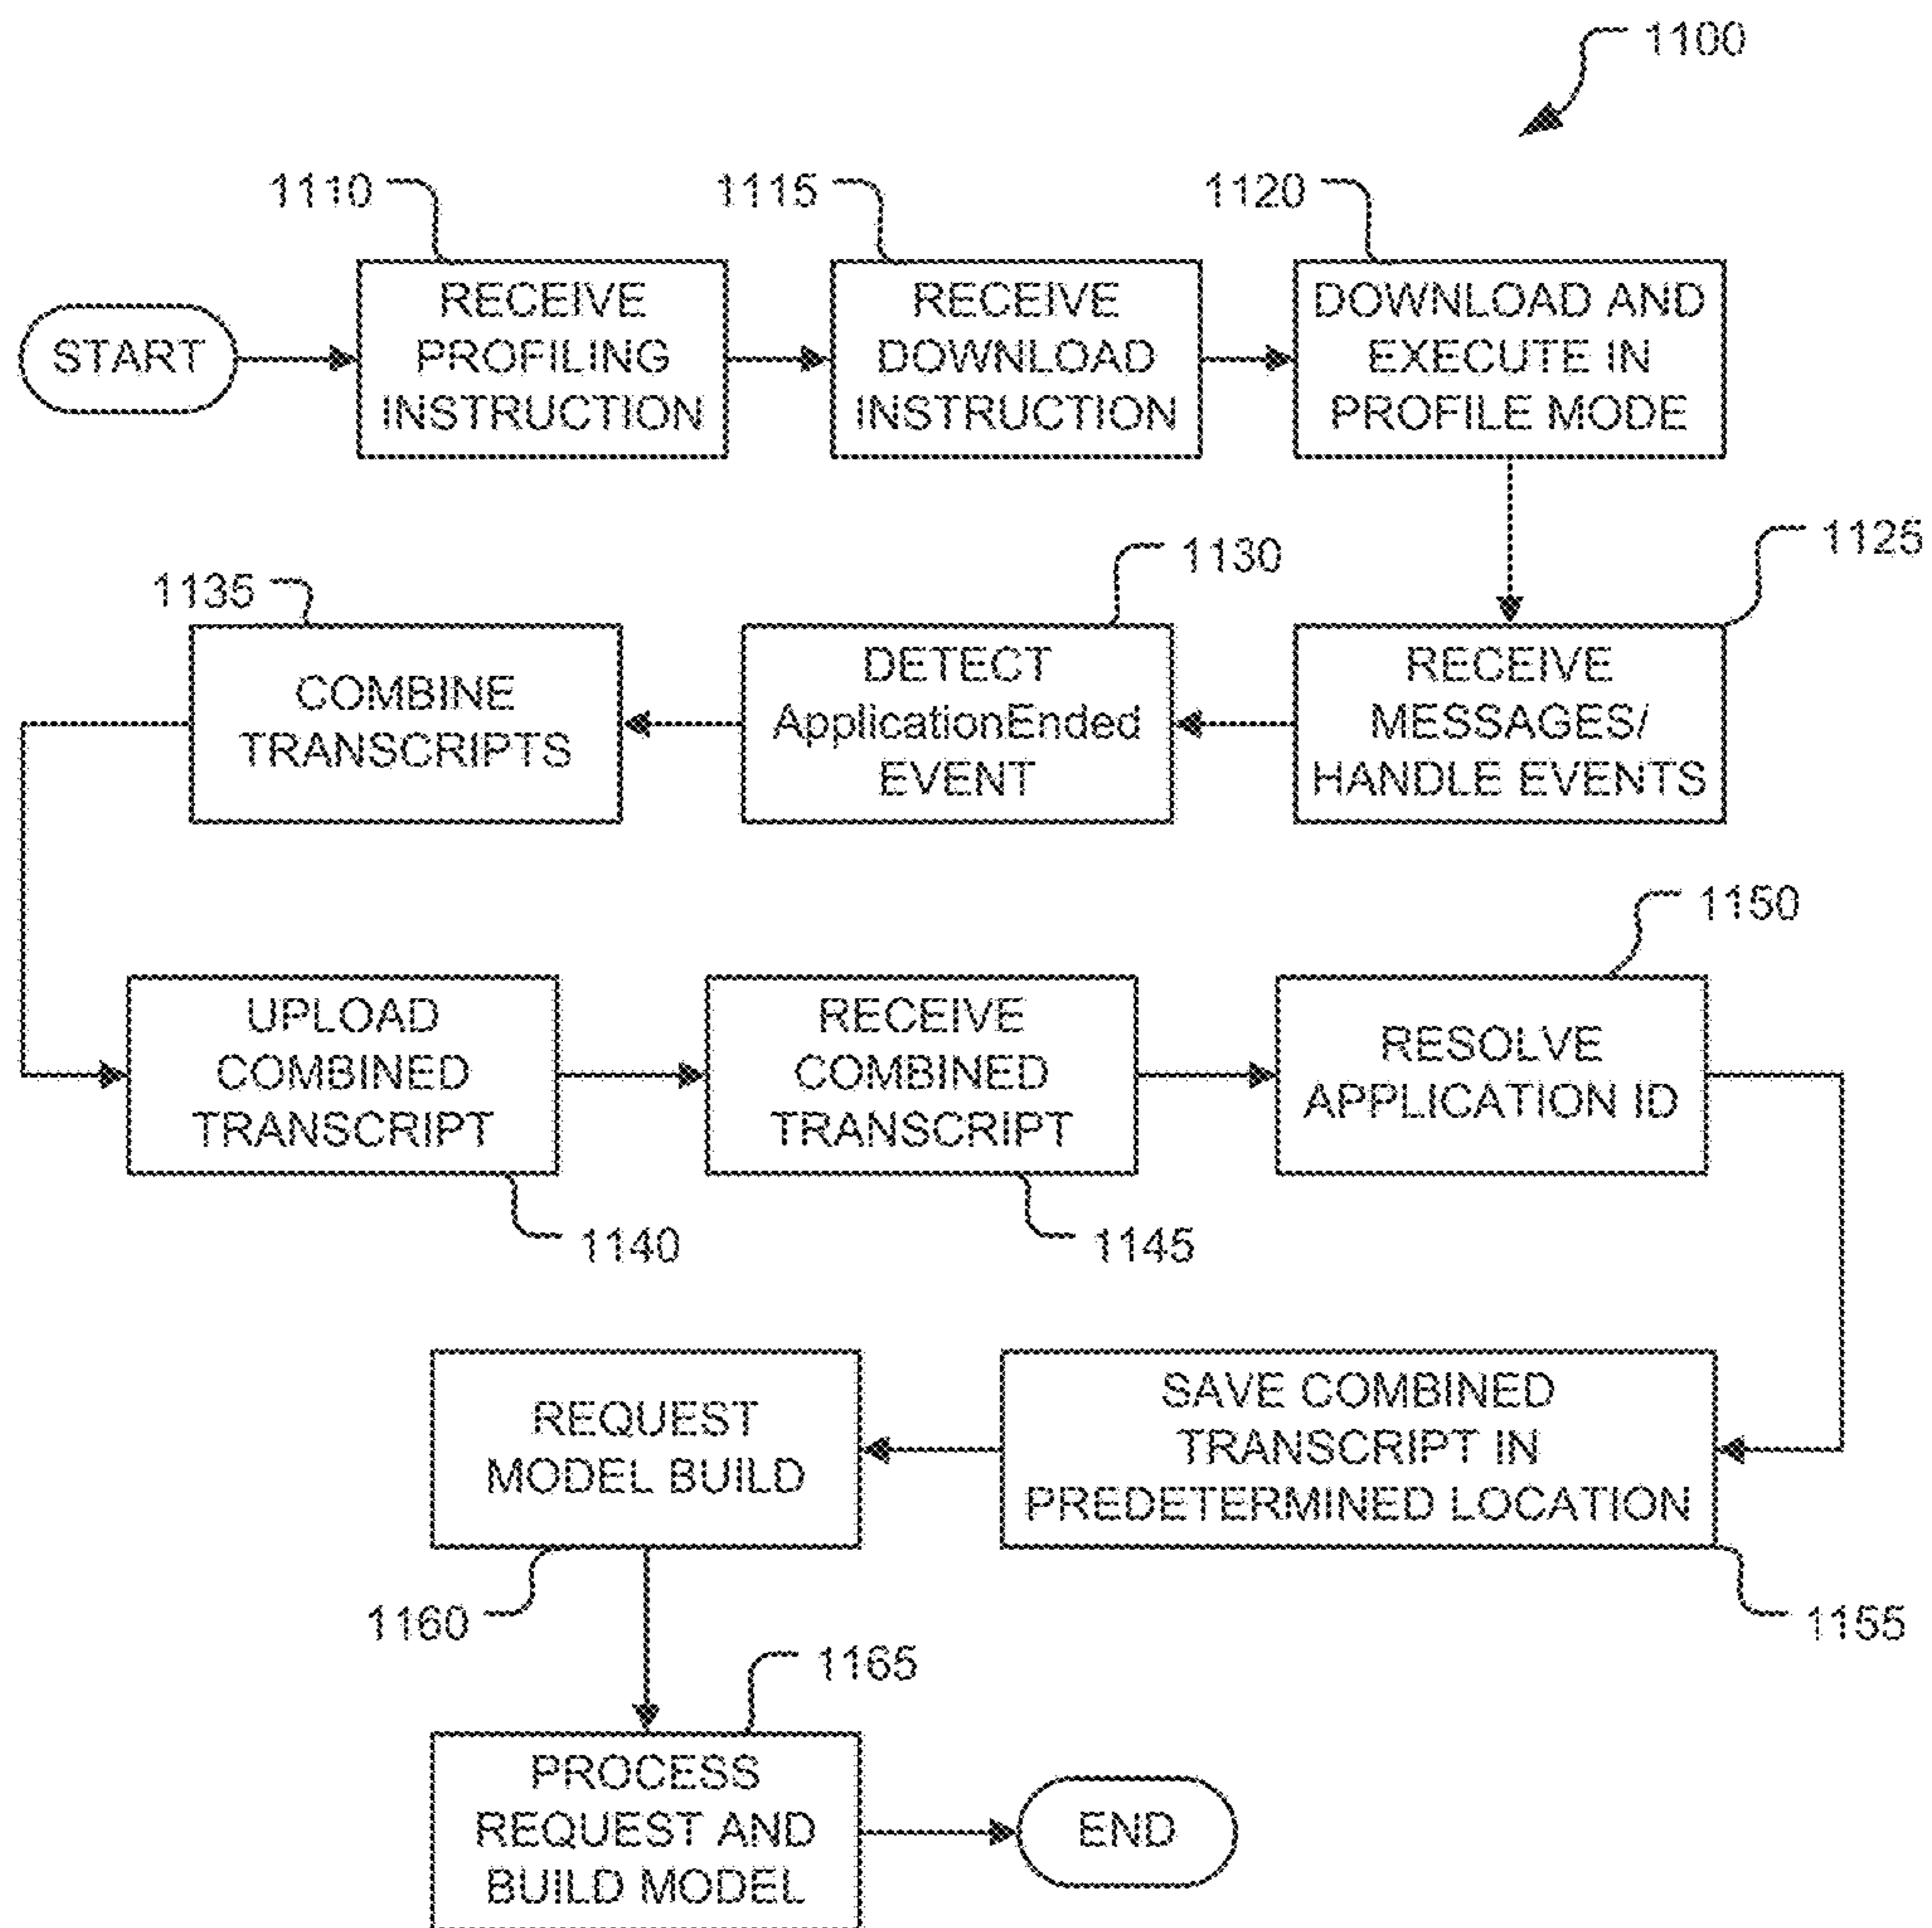 1100
1110
1115
1120
START
RECEIVE
PROFILING
INSTRUCTION
RECEIVE
DOWNLOAD
INSTRUCTION
DOWNLOAD AND
EXECUTE IN
PROFILE MODE
1125
1130
1135
RECEIVE
MESSAGES/
HANDLE EVENTS
DETECT
ApplicationEnded
EVENT
COMBINE
TRANSCRIPTS
1150
UPLOAD
COMBINED
TRANSCRIPT
RECEIVE
COMBINED
TRANSCRIPT
RESOLVE
APPLICATION ID
1140
1145
SAVE COMBINED
TRANSCRIPT IN
PREDETERMINED LOCATION
REQUEST
MODEL BUILD
1160
1155
1165
PROCESS
REQUEST AND
BUILD MODEL
END